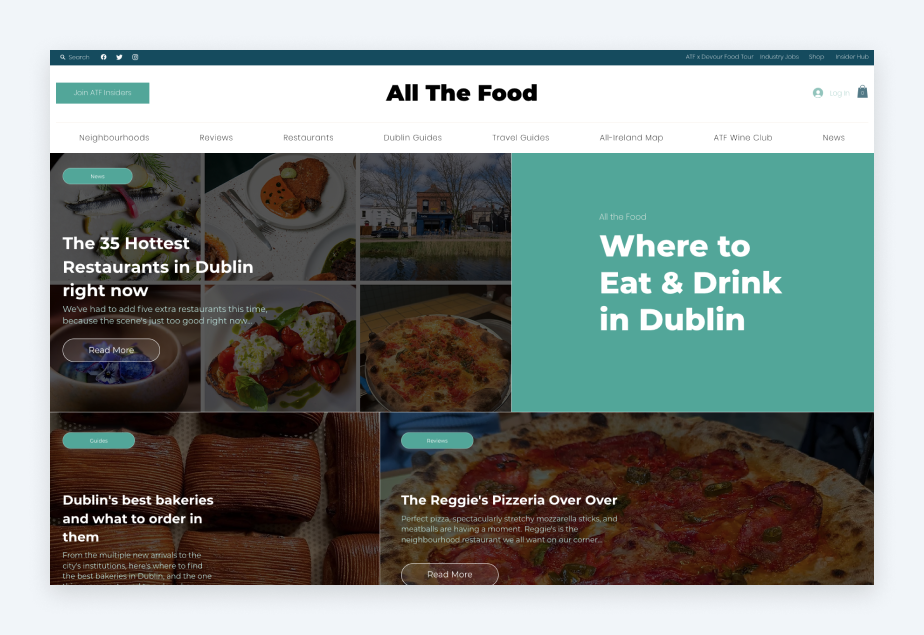 Search
ATF x Devour Food Tour Industry Jobs Shop Insider Hub
Join ATF Insiders
All The Food
Log In
0
Neighbourhoods Reviews Restaurants Dublin Guides Travel Guides All-Ireland Map ATF Wine Club News
News
The 35 Hottest
Restaurants in Dublin
right now
We've had to add five extra restaurants this time,
because the scene's just too good right now...
Read More
All the Food
Where to
Eat & Drink
in Dublin
Guides
Dublin's best bakeries
and what to order in
them
From the multiple new arrivals to the
city's institutions, here's where to find
the best bakeries in Dublin, and the one
Reviews
The Reggie's Pizzeria Over Over
Perfect pizza, spectacularly stretchy mozzarella sticks, and
meatballs are having a moment. Reggie's is the
neighbourhood restaurant we all want on our corner...
Read More